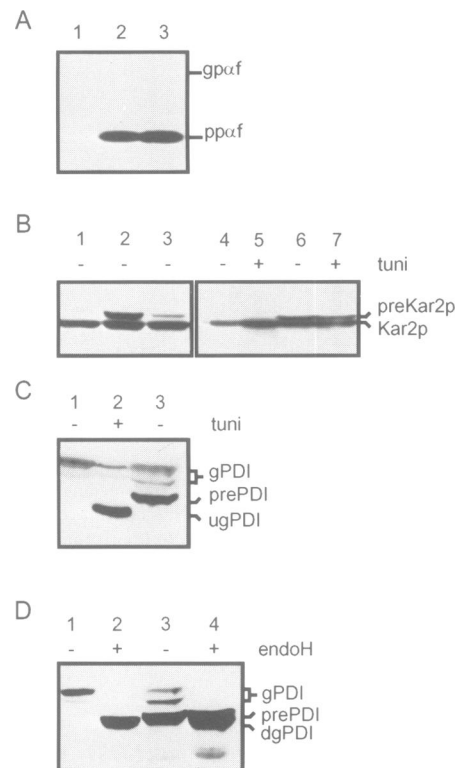 A
1 2 3
gpαf
ppαf
B
1 2 3 4 5 6 7
- - - - + - + tuni
preKar2p
Kar2p
C
1 2 3
- + - tuni
gPDI
prePDI
ugPDI
D
1 2 3 4
- + - + endoH
gPDI
prePDI
dgPDI